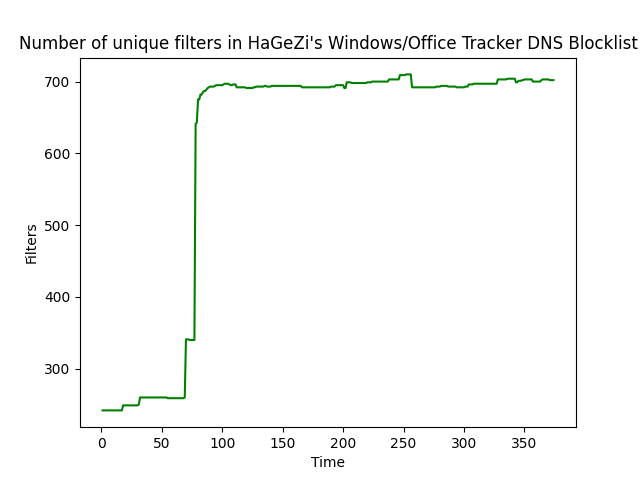 Number of unique filters in HaGeZi's Windows/Office Tracker DNS Blocklist
700
600
500
400
300
Filters
0 50 100 150 200 250 300 350
Time